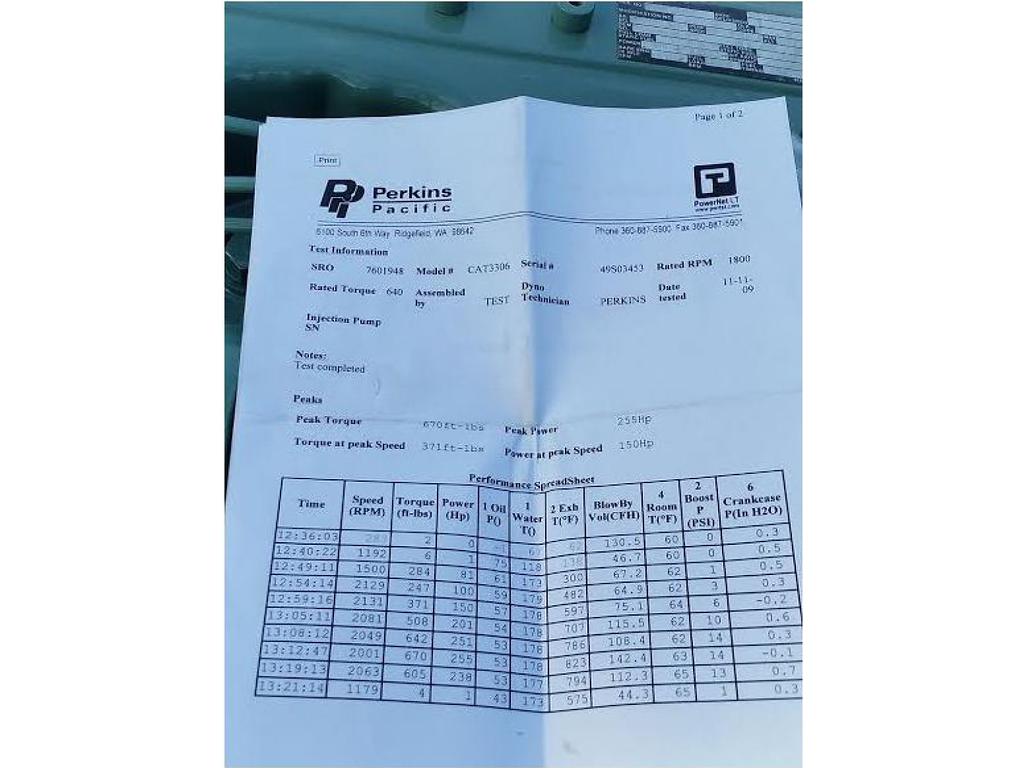 Page 1 of 2
Print
Perkins
Pacific
PowerNet LT
6100 South 6th Way Ridgefield, WA 98642
Phone 360-887-5900 Fax 360-887-5901
Test Information
SRO 7601948 Model # CAT3306 Serial # 49S03453 Rated RPM 1800
Rated Torque 640 Assembled by TEST Dyno Technician PERKINS Date tested 11-11-09
Injection Pump
SN
Notes:
Test completed
Peaks
Peak Torque 670ft-lbs Peak Power 255Hp
Torque at peak Speed 371ft-lbs Power at peak Speed 150Hp
Performance SpreadSheet
Time Speed (RPM) Torque (ft-lbs) Power (Hp) 1 Oil P() 1 Water T() 2 Exh T(°F) BlowBy Vol(CFH) 4 Room T(°F) 2 Boost P (PSI) 6 Crankcase P(In H2O)
12:36:03 2 0 130.5 60 0 0.3
12:40:22 1192 6 1 75 118 46.7 60 0 0.5
12:49:11 1500 284 81 61 173 300 67.2 62 1 0.5
12:54:14 2129 247 100 59 179 482 64.9 62 3 0.3
12:59:16 2131 371 150 57 178 597 75.1 64 6 -0.2
13:05:11 2081 508 201 54 178 707 115.5 62 10 0.6
13:08:12 2049 642 251 53 178 786 108.4 62 14 0.3
13:12:47 2001 670 255 53 178 823 142.4 63 14 -0.1
13:19:13 2063 605 238 53 177 794 112.3 65 13 0.7
13:21:14 1179 4 1 43 173 575 44.3 65 1 0.3